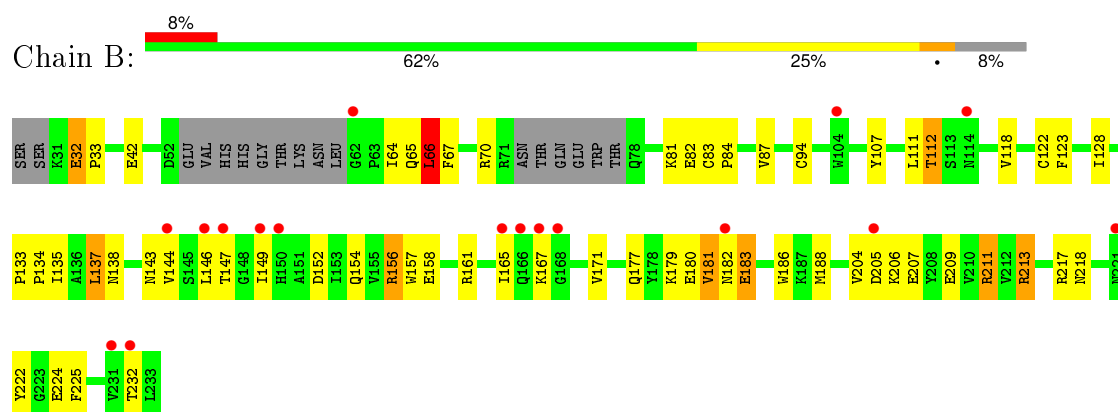 8%
Chain B:
62% 25% • 8%
SER SER K31 E32 P33 E42 D52 GLU VAL HIS HIS GLY THR LYS ASN LEU G62 P63 I64 Q65 L66 F67 R70 R71 ASN THR GLN GLU TRP THR Q78 K81 E82 C83 P84 V87 C94 W104 Y107 L111 T112 S113 N114 V118 C122 F123 I128
P133 P134 I135 A136 L137 N138 N143 V144 S145 L146 T147 G148 I149 H150 A151 D152 I153 Q154 V155 R156 W157 E158 R161 I165 Q166 K167 G168 V171 Q177 Y178 K179 E180 V181 N182 E183 W186 K187 M188 V204 D205 K206 E207 Y208 E209 V210 R211 V212 R213 R217 N218
Y222 G223 E224 F225 V231 T232 L233